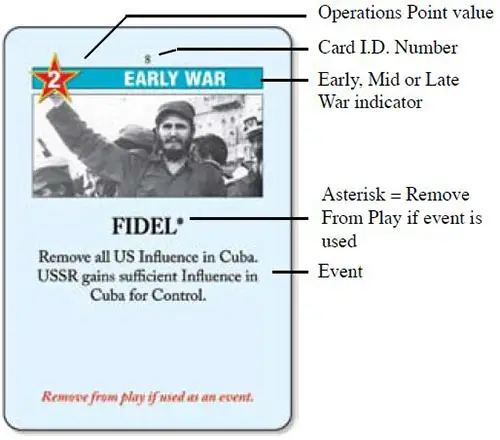 Operations Point value
8
Card I.D. Number
2
EARLY WAR
Early, Mid or Late
War indicator
FIDEL*
Asterisk = Remove
From Play if event is
used
Remove all US Influence in Cuba.
USSR gains sufficient Influence in
Cuba for Control.
Event
Remove from play if used as an event.